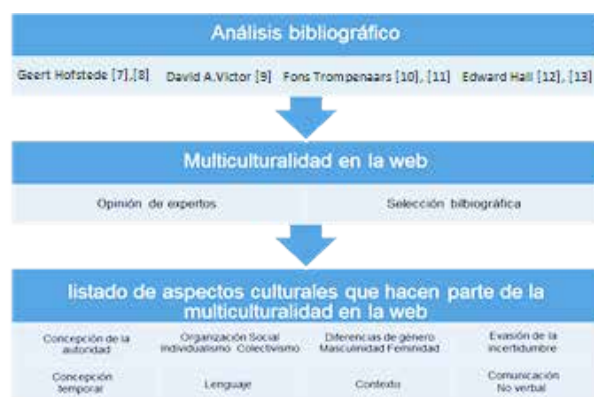 Análisis bibliográfico
Geert Hofstede [7],[8] David A.Victor [9] Fons Trompenaars [10], [11] Edward Hall [12], [13]
Multiculturalidad en la web
Opinión de expertos Selección bilbiográfica
listado de aspectos culturales que hacen parte de la
multiculturalidad en la web
Concepción de la autoridad
Organización Social
Individualismo Colectivismo
Diferencias de género
Masculinidad Feminidad
Evasión de la
incertidumbre
Concepción
temporal
Lenguaje
Contexto
Comunicación
No verbal